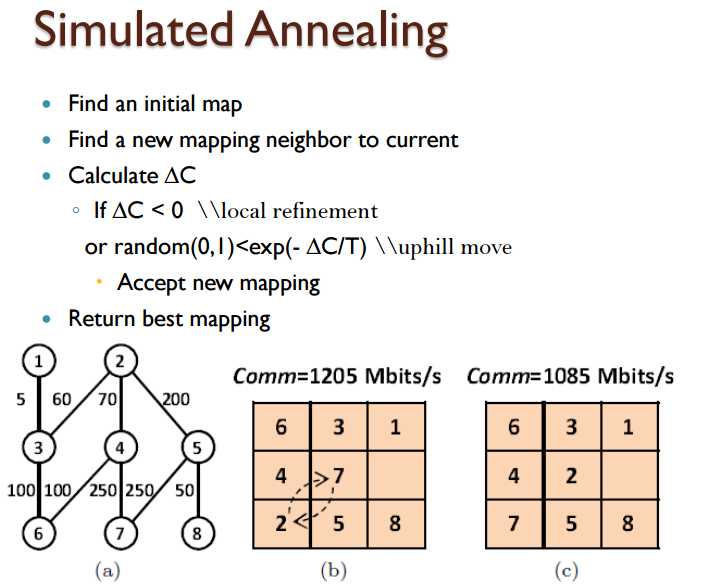 Simulated Annealing
• Find an initial map
• Find a new mapping neighbor to current
• Calculate ΔC
◦ If ΔC < 0 \\local refinement
or random(0,1)<exp(- ΔC/T) \\uphill move
• Accept new mapping
• Return best mapping
1 2
5 60 70 200
3 4 5
100 100 250 250 50
6 7 8
(a)
Comm=1205 Mbits/s
6 3 1
4 7
2 5 8
(b)
Comm=1085 Mbits/s
6 3 1
4 2
7 5 8
(c)